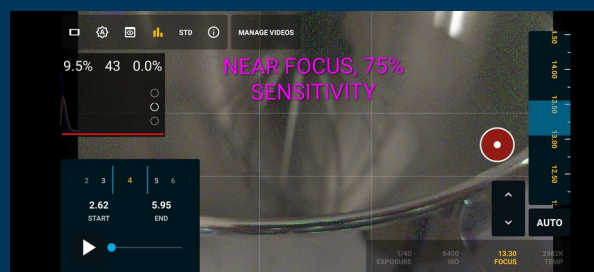 STD
MANAGE VIDEOS
9.5% 43 0.0%
NEAR FOCUS, 75%
SENSITIVITY
14.00
13.50
13.00
12.50
2 3 4 5 6
2.62 5.95
START END
AUTO
1/40 6400 13.30 2682K
EXPOSURE ISO FOCUS TEMP